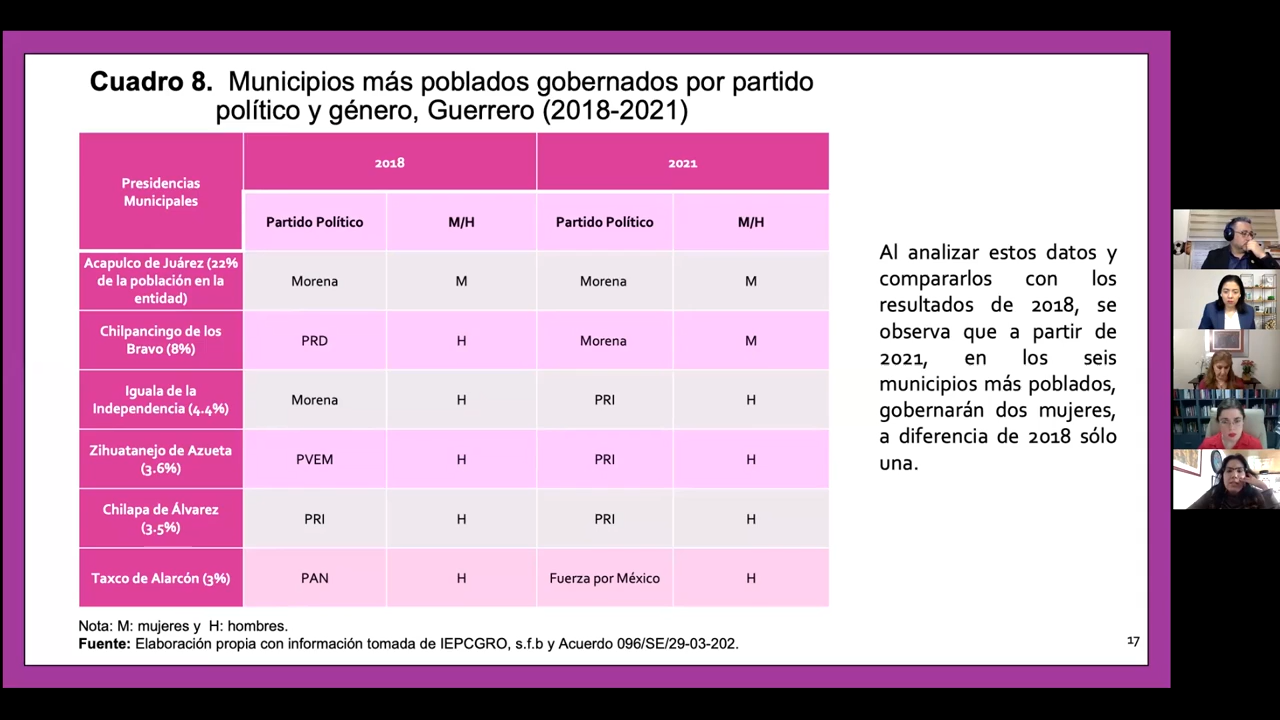 Cuadro 8. Municipios más poblados gobernados por partido
político y género, Guerrero (2018-2021)
Presidencias
Municipales
2018
2021
Partido Político
M/H
Partido Político
M/H
Acapulco de Juárez (22%
de la población en la
entidad)
Morena
M
Morena
M
Chilpancingo de los
Bravo (8%)
PRD
H
Morena
M
Iguala de la
Independencia (4.4%)
Morena
H
PRI
H
Zihuatanejo de Azueta
(3.6%)
PVEM
H
PRI
H
Chilapa de Álvarez
(3.5%)
PRI
H
PRI
H
Taxco de Alarcón (3%)
PAN
H
Fuerza por México
H
Nota: M: mujeres y H: hombres.
Fuente: Elaboración propia con información tomada de IEPCGRO, s.f.b y Acuerdo 096/SE/29-03-202.
Al analizar estos datos y
compararlos con los
resultados de 2018, se
observa que a partir de
2021, en los seis
municipios más poblados,
gobernarán dos mujeres,
a diferencia de 2018 sólo
una.
17